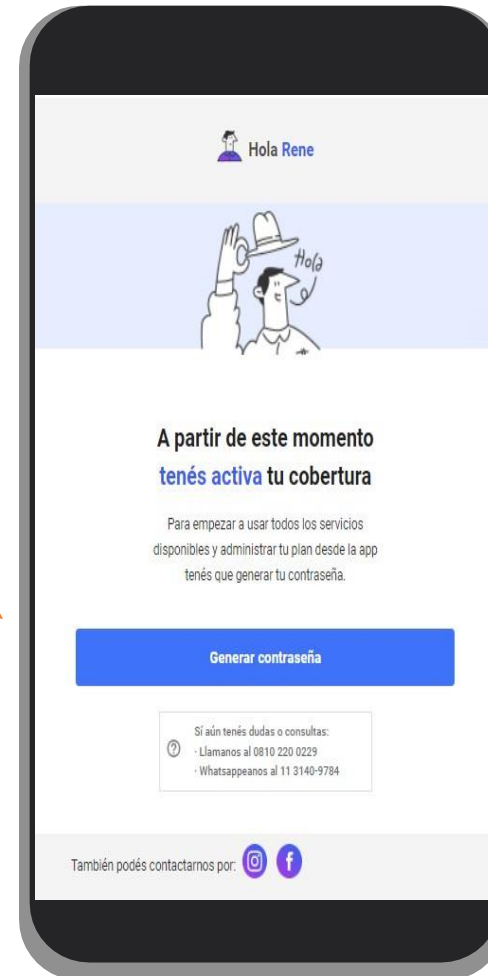 Hola Rene
Hola
A partir de este momento
tenés activa tu cobertura
Para empezar a usar todos los servicios
disponibles y administrar tu plan desde la app
tenés que generar tu contraseña.
Generar contraseña
Sí aún tenés dudas o consultas:
· Llamanos al 0810 220 0229
· Whatsappeanos al 11 3140-9784
También podés contactarnos por: